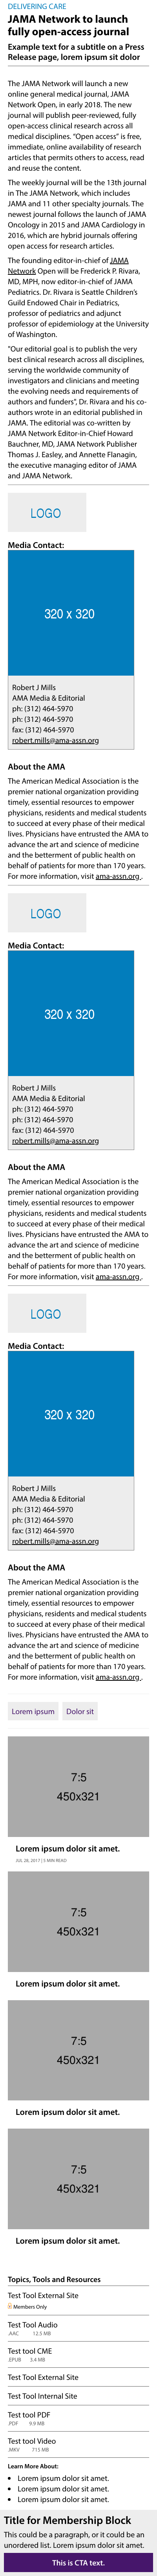 DELIVERING CARE
JAMA Network to launch
fully open-access journal
Example text for a subtitle on a Press
Release page, lorem ipsum sit dolor
The JAMA Network will launch a new
online general medical journal, JAMA
Network Open, in early 2018. The new
journal will publish peer-reviewed, fully
open-access clinical research across all
medical disciplines. "Open access" is free,
immediate, online availability of research
articles that permits others to access, read
and reuse the content.
The weekly journal will be the 13th journal
in The JAMA Network, which includes
JAMA and 11 other specialty journals. The
newest journal follows the launch of JAMA
Oncology in 2015 and JAMA Cardiology in
2016, which are hybrid journals offering
open access for research articles.
The founding editor-in-chief of JAMA
Network Open will be Frederick P. Rivara,
MD, MPH, now editor-in-chief of JAMA
Pediatrics. Dr. Rivara is Seattle Children's
Guild Endowed Chair in Pediatrics,
professor of pediatrics and adjunct
professor of epidemiology at the University
of Washington.
"Our editorial goal is to publish the very
best clinical research across all disciplines,
serving the worldwide community of
investigators and clinicians and meeting
the evolving needs and requirements of
authors and funders", Dr. Rivara and his co-
authors wrote in an editorial published in
JAMA. The editorial was co-written by
JAMA Network Editor-in-Chief Howard
Bauchner, MD, JAMA Network Publisher
Thomas J. Easley, and Annette Flanagin,
the executive managing editor of JAMA
and JAMA Network.
LOGO
Media Contact:
320 x 320
Robert J Mills
AMA Media & Editorial
ph: (312) 464-5970
ph: (312) 464-5970
fax: (312) 464-5970
robert.mills@ama-assn.org
About the AMA
The American Medical Association is the
premier national organization providing
timely, essential resources to empower
physicians, residents and medical students
to succeed at every phase of their medical
lives. Physicians have entrusted the AMA to
advance the art and science of medicine
and the betterment of public health on
behalf of patients for more than 170 years.
For more information, visit ama-assn.org .
LOGO
Media Contact:
320 x 320
Robert J Mills
AMA Media & Editorial
ph: (312) 464-5970
ph: (312) 464-5970
fax: (312) 464-5970
robert.mills@ama-assn.org
About the AMA
The American Medical Association is the
premier national organization providing
timely, essential resources to empower
physicians, residents and medical students
to succeed at every phase of their medical
lives. Physicians have entrusted the AMA to
advance the art and science of medicine
and the betterment of public health on
behalf of patients for more than 170 years.
For more information, visit ama-assn.org .
LOGO
Media Contact:
320 x 320
Robert J Mills
AMA Media & Editorial
ph: (312) 464-5970
ph: (312) 464-5970
fax: (312) 464-5970
robert.mills@ama-assn.org
About the AMA
The American Medical Association is the
premier national organization providing
timely, essential resources to empower
physicians, residents and medical students
to succeed at every phase of their medical
lives. Physicians have entrusted the AMA to
advance the art and science of medicine
and the betterment of public health on
behalf of patients for more than 170 years.
For more information, visit ama-assn.org .
Lorem ipsum Dolor sit
7:5
450x321
Lorem ipsum dolor sit amet.
JUL 28, 2017 | 5 MIN READ
7:5
450x321
Lorem ipsum dolor sit amet.
7:5
450x321
Lorem ipsum dolor sit amet.
7:5
450x321
Lorem ipsum dolor sit amet.
Topics, Tools and Resources
Test Tool External Site
Members Only
Test Tool Audio
.AAC 12.5 MB
Test tool CME
.EPUB 3.4 MB
Test Tool External Site
Test Tool Internal Site
Test tool PDF
.PDF 9.9 MB
Test tool Video
.MKV 715 MB
Learn More About:
Lorem ipsum dolor sit amet.
Lorem ipsum dolor sit amet.
Lorem ipsum dolor sit amet.
Title for Membership Block
This could be a paragraph, or it could be an
unordered list. Lorem ipsum dolor sit amet.
This is CTA text.